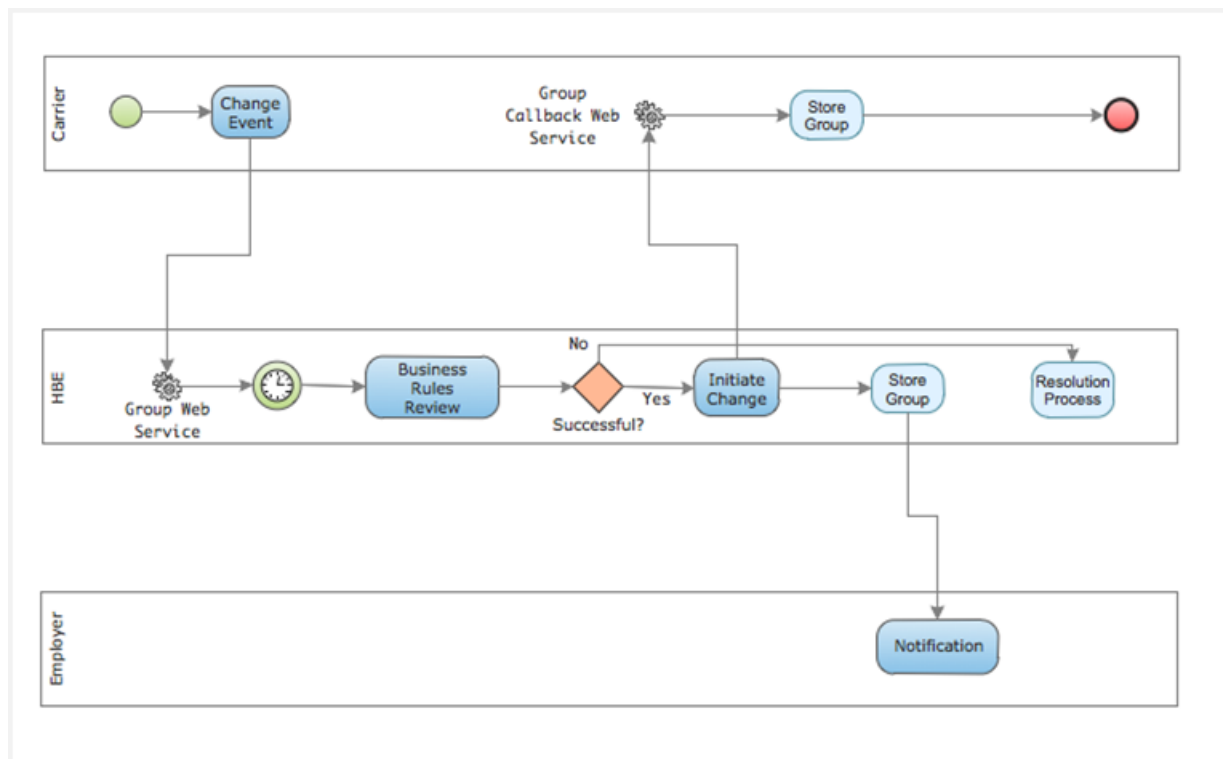 Carrier
Change
Event
Group
Callback Web
Service
Store
Group
HBE
Group Web
Service
Business
Rules
Review
No
Successful?
Yes
Initiate
Change
Store
Group
Resolution
Process
Employer
Notification